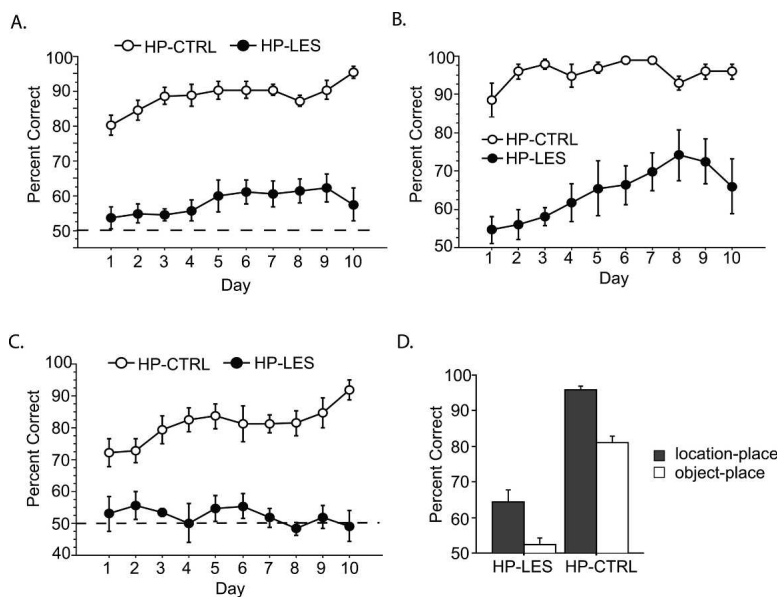 A.
HP-CTRL HP-LES
Percent Correct
100
90
80
70
60
50
1 2 3 4 5 6 7 8 9 10
Day
B.
HP-CTRL
HP-LES
Percent Correct
100
90
80
70
60
50
1 2 3 4 5 6 7 8 9 10
Day
C.
HP-CTRL HP-LES
Percent Correct
100
90
80
70
60
50
40
1 2 3 4 5 6 7 8 9 10
Day
D.
Percent Correct
100
90
80
70
60
50
HP-LES HP-CTRL
location-place
object-place